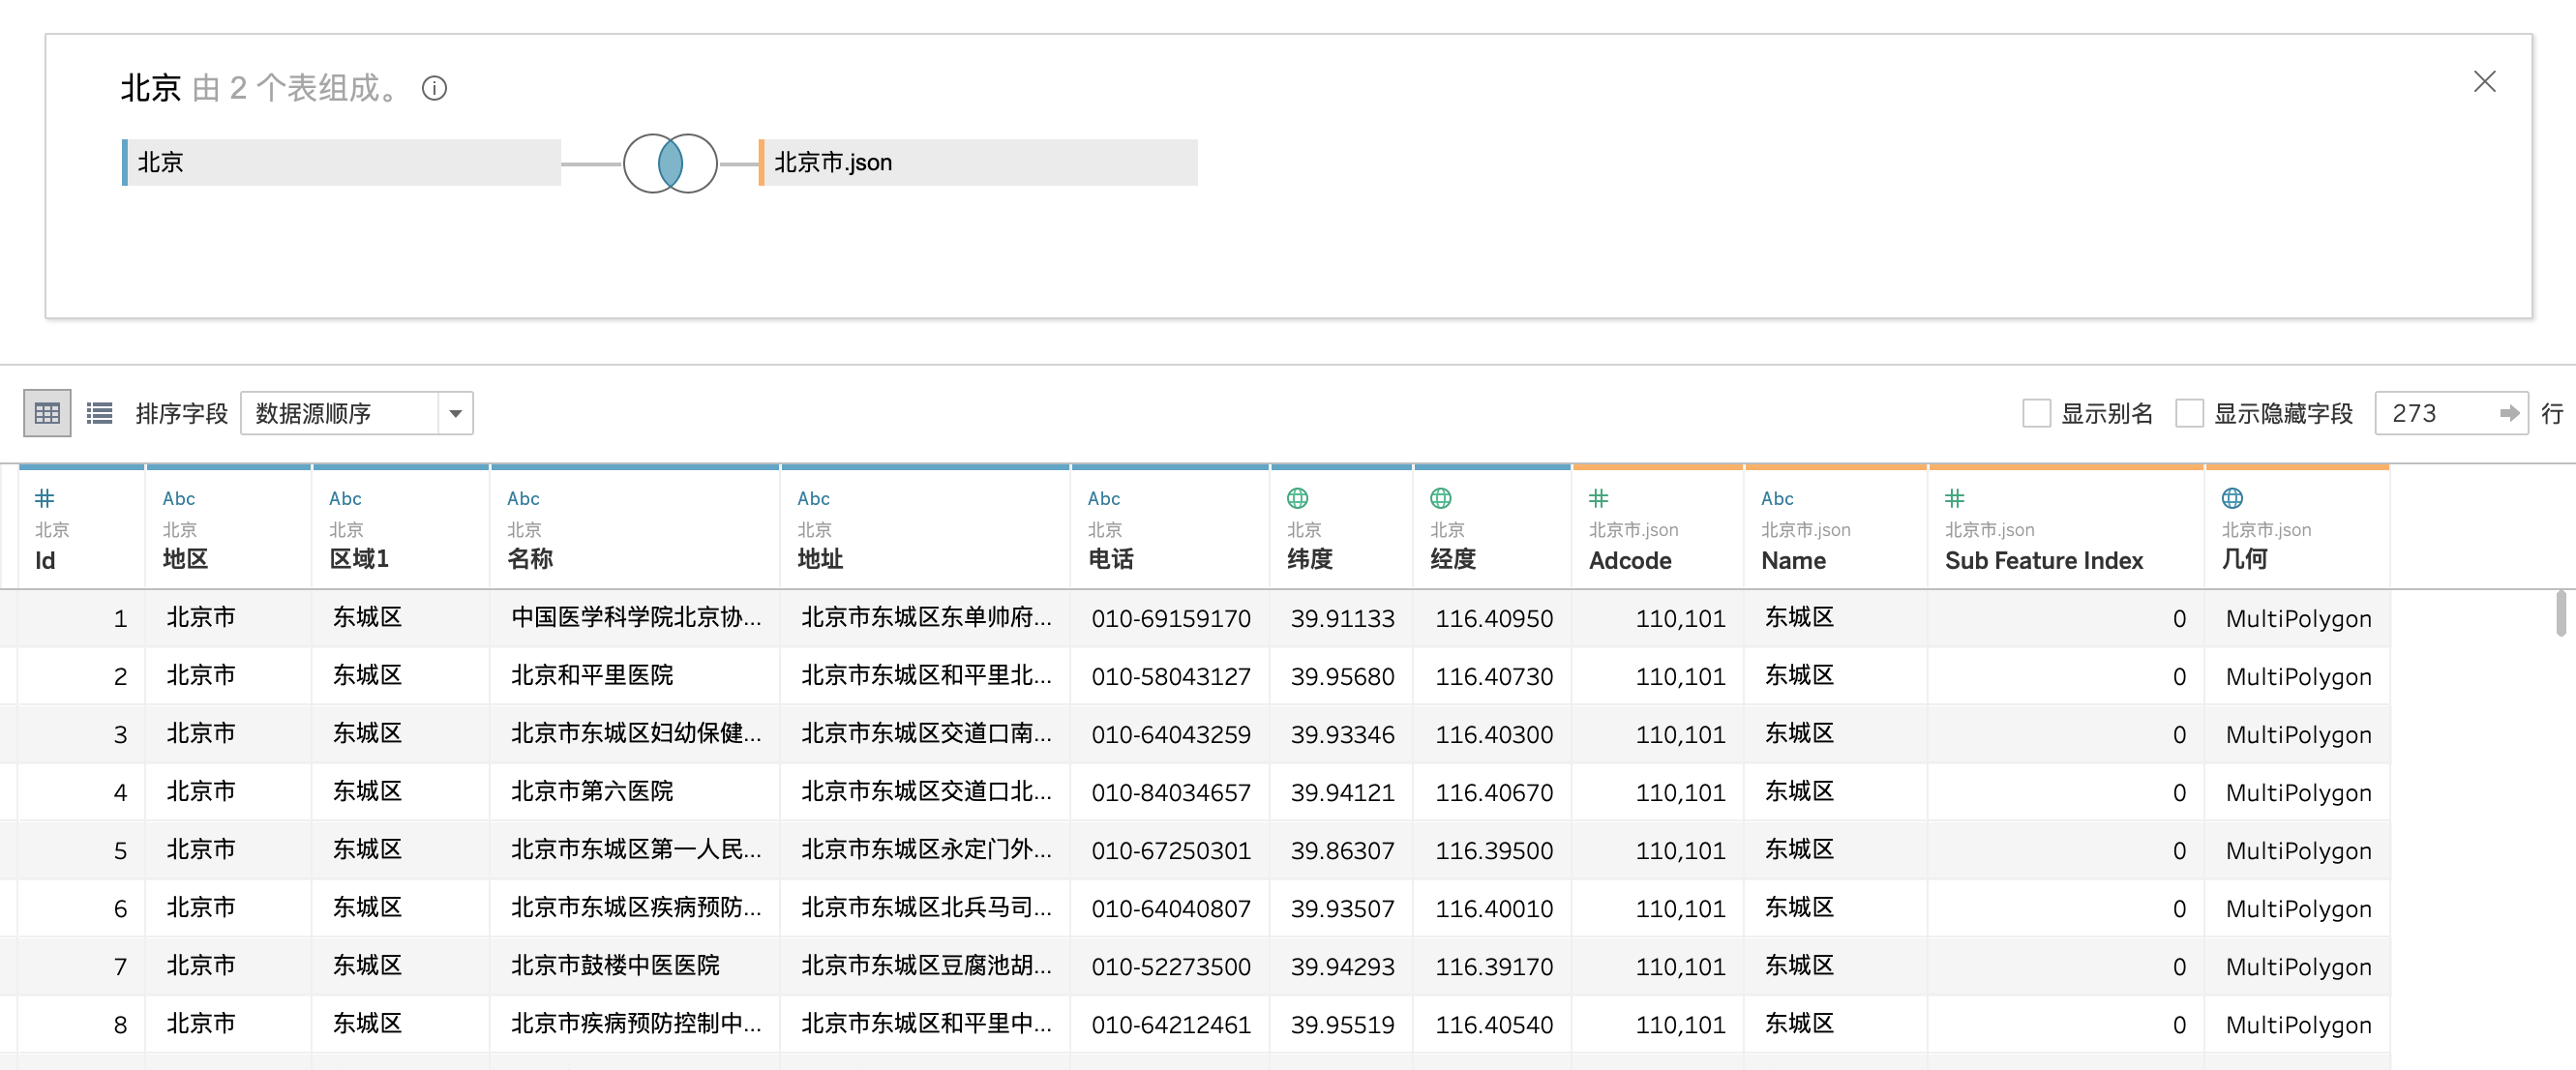 北京 由 2 个表组成。
北京 北京市.json
排序字段 数据源顺序 显示别名 显示隐藏字段 273 行
# Abc Abc Abc Abc Abc # Abc #
北京 北京 北京 北京 北京 北京 北京 北京 北京市.json 北京市.json 北京市.json 北京市.json
Id 地区 区域1 名称 地址 电话 纬度 经度 Adcode Name Sub Feature Index 几何
1 北京市 东城区 中国医学科学院北京协... 北京市东城区东单帅府... 010-69159170 39.91133 116.40950 110,101 东城区 0 MultiPolygon
2 北京市 东城区 北京和平里医院 北京市东城区和平里北... 010-58043127 39.95680 116.40730 110,101 东城区 0 MultiPolygon
3 北京市 东城区 北京市东城区妇幼保健... 北京市东城区交道口南... 010-64043259 39.93346 116.40300 110,101 东城区 0 MultiPolygon
4 北京市 东城区 北京市第六医院 北京市东城区交道口北... 010-84034657 39.94121 116.40670 110,101 东城区 0 MultiPolygon
5 北京市 东城区 北京市东城区第一人民... 北京市东城区永定门外... 010-67250301 39.86307 116.39500 110,101 东城区 0 MultiPolygon
6 北京市 东城区 北京市东城区疾病预防... 北京市东城区北兵马司... 010-64040807 39.93507 116.40010 110,101 东城区 0 MultiPolygon
7 北京市 东城区 北京市鼓楼中医医院 北京市东城区豆腐池胡... 010-52273500 39.94293 116.39170 110,101 东城区 0 MultiPolygon
8 北京市 东城区 北京市疾病预防控制中... 北京市东城区和平里中... 010-64212461 39.95519 116.40540 110,101 东城区 0 MultiPolygon